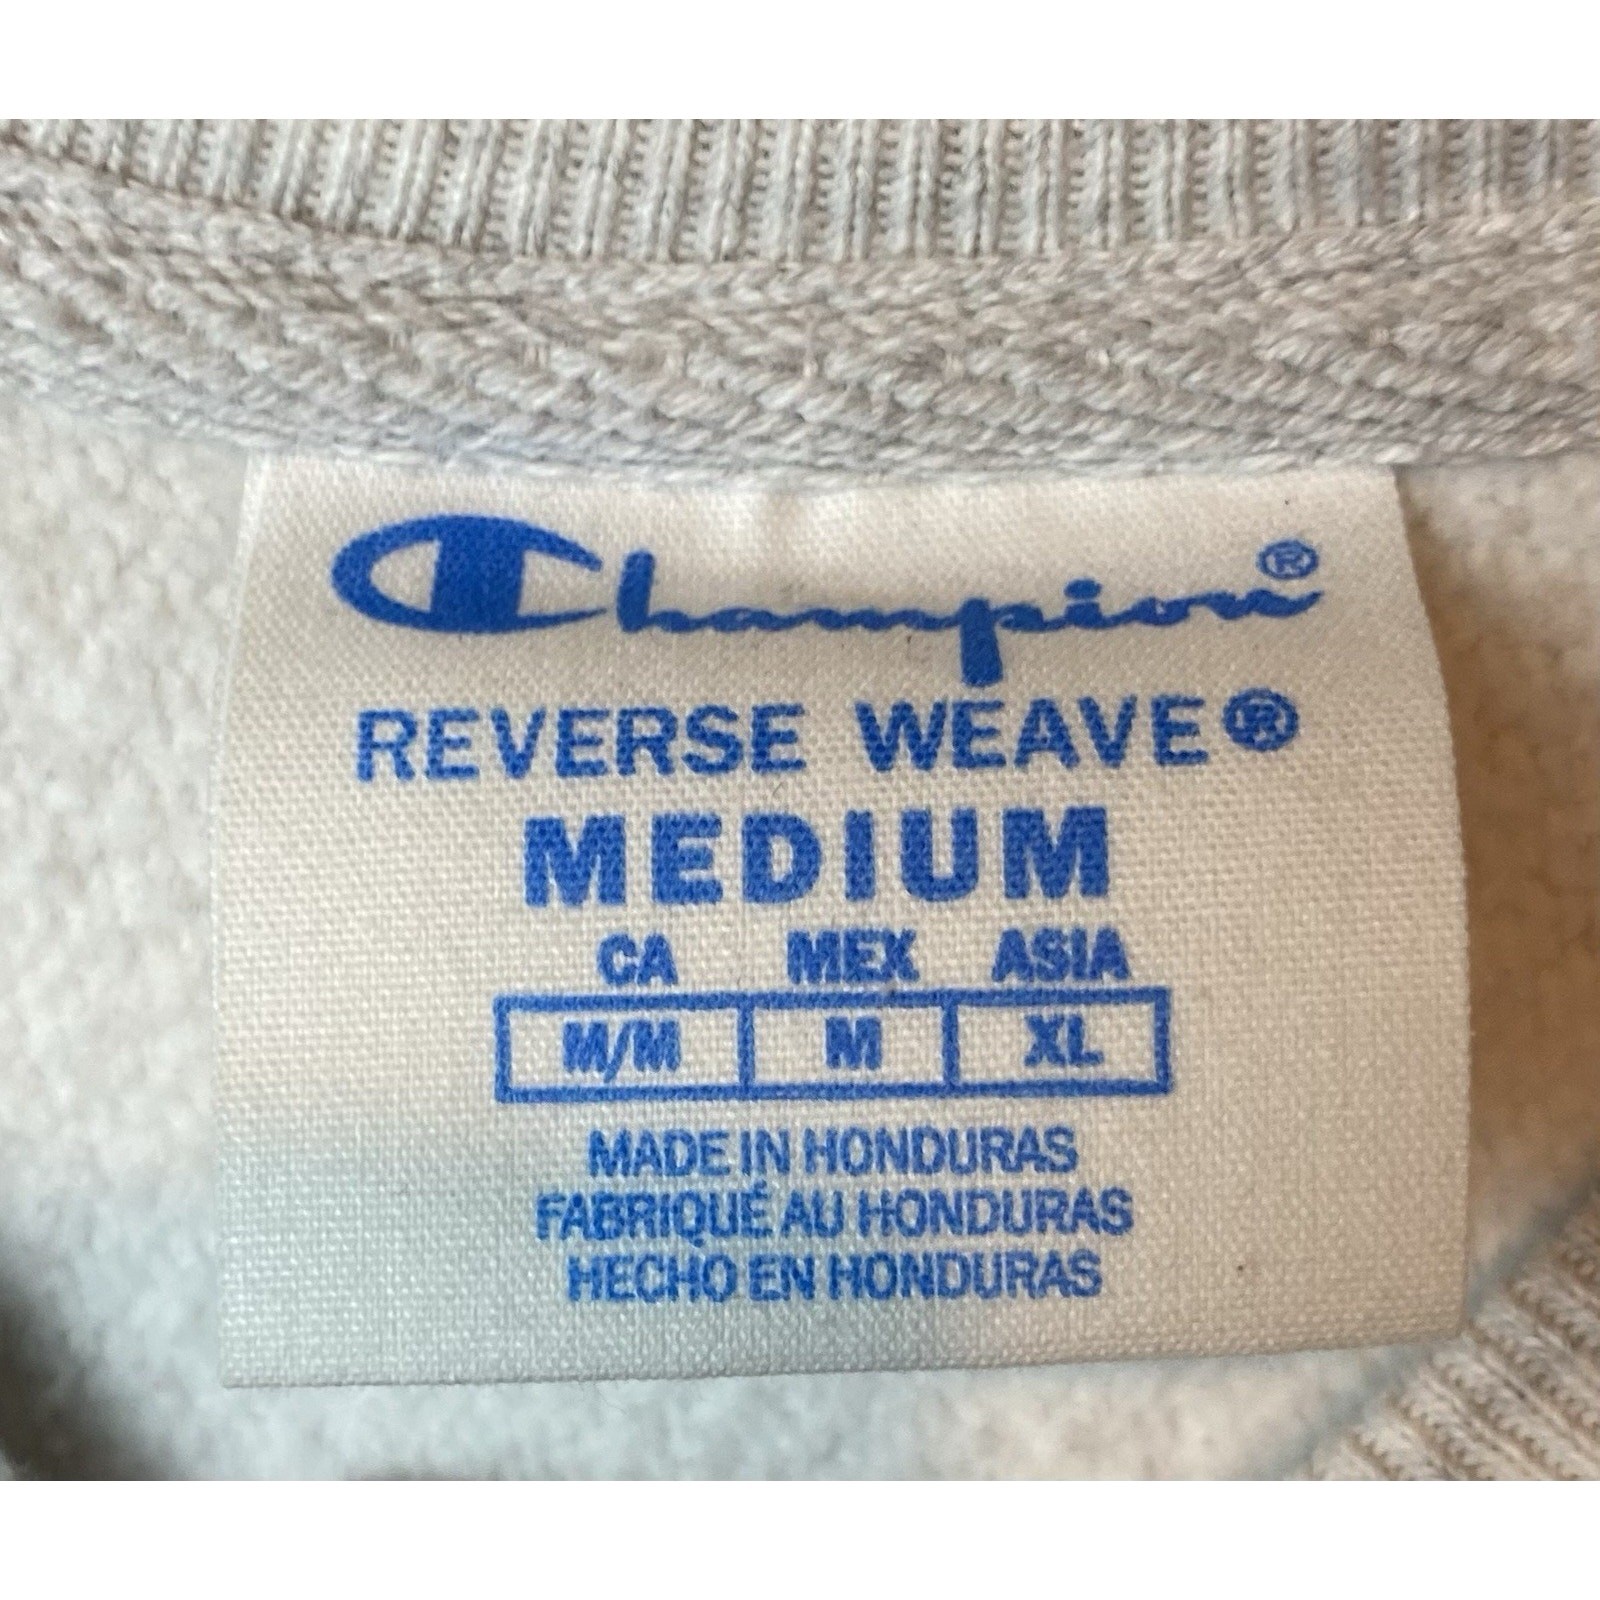 Champion®
REVERSE WEAVE®
MEDIUM
CA MEX ASIA
M/M M XL
MADE IN HONDURAS
FABRIQUÉ AU HONDURAS
HECHO EN HONDURAS